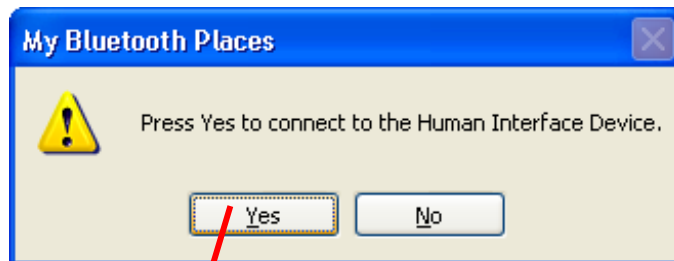 My Bluetooth Places
Press Yes to connect to the Human Interface Device.
Yes No